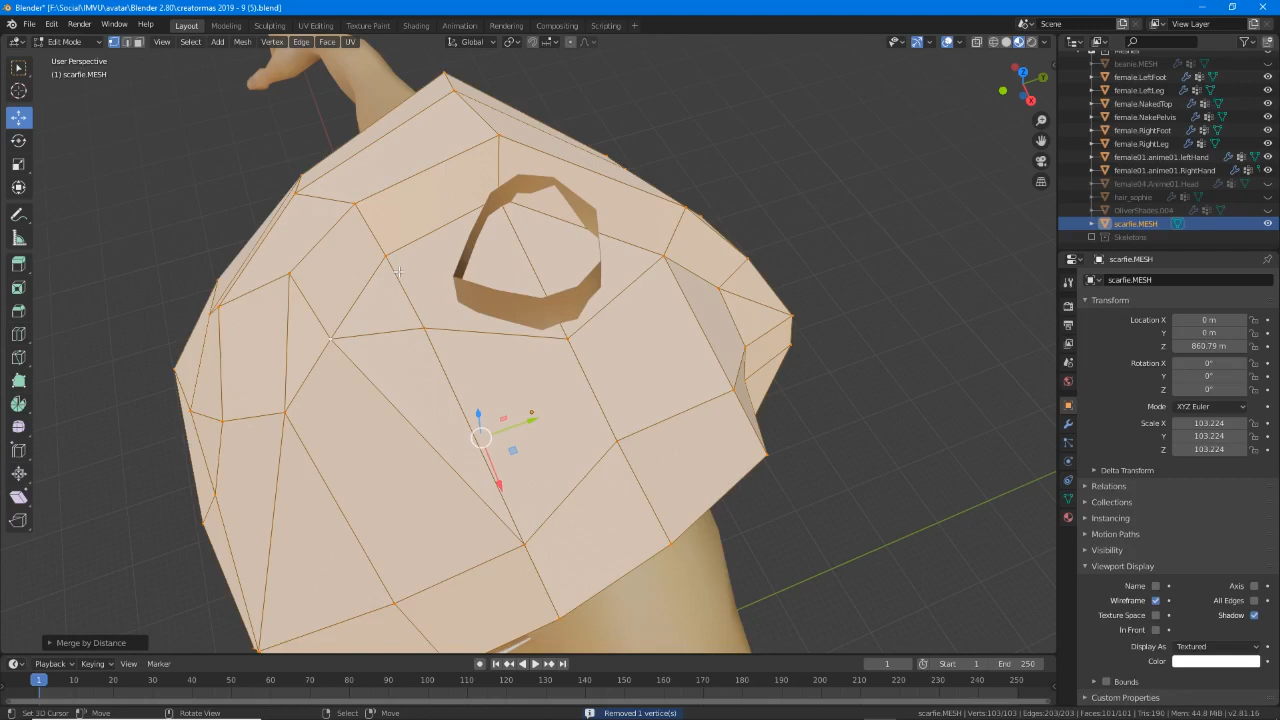 Blender* [F:\Social\IMVU\avata\Blender 2.80\creatormas 2019 - 9 (5).blend]
File Edit Render Window Help Layout Modeling Sculpting UV Editing Texture Paint Shading Animation Rendering Compositing Scripting + Scene View Layer
Edit Mode View Select Add Mesh Vertex Edge Face UV Global
User Perspective
(1) scarfie.MESH
beanie.MESH
female.LeftFoot
female.LeftLeg
female.NakedTop
female.NakePelvis
female.RightFoot
female.RightLeg
female01.anime01.leftHand
female01.anime01.RightHand
female04.Anime01.Head
hair_sophie
OliverShades.004
scarfie.MESH
Skeletons
scarfie.MESH
scarfie.MESH
Transform
Location X 0 m
Y 0 m
Z 860.79 m
Rotation X 0°
Y 0°
Z 0°
Mode XYZ Euler
Scale X 103.224
Y 103.224
Z 103.224
Delta Transform
Relations
Collections
Instancing
Motion Paths
Visibility
Viewport Display
Name Axis
Wireframe All Edges
Texture Space Shadow
In Front
Display As Textured
Color
Bounds
Custom Properties
Z
Y
X
Merge by Distance
Playback Keying View Marker 1 Start 1 End 250
1 10 20 30 40 50 60 70 80 90 100 110 120 130 140 150 160 170 180 190 200 210 220 230 240 250
Set 3D Cursor Move Rotate View Select Move Removed 1 vertice(s) scarfie.MESH | Verts:103/103 | Edges:203/203 | Faces:101/101 | Tris:190 | Mem: 44.8 MiB | v2.81.16